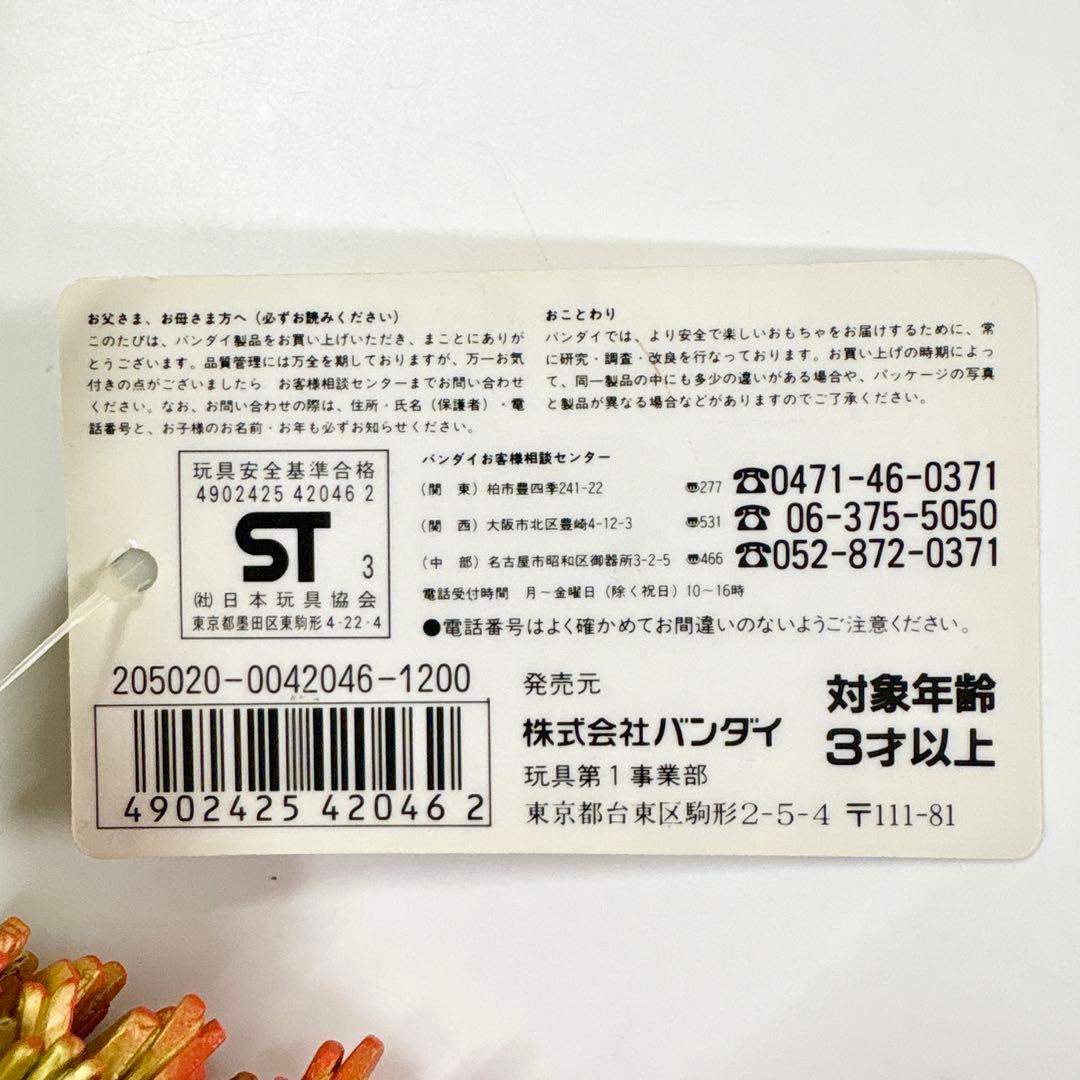 お父さま、お母さま方へ（必ずお読みください）
このたびは、バンダイ製品をお買い上げいただき、まことにありが
とうございます。品質管理には万全を期しておりますが、万一お気
付きの点がございましたら、お客様相談センターまでお問い合わせ
ください。なお、お問い合わせの際は、住所・氏名（保護者）・電
話番号と、お子様のお名前・お年も必ずお知らせください。
おことわり
バンダイでは、より安全で楽しいおもちゃをお届けするために、常
に研究・調査・改良を行なっております。お買い上げの時期によっ
て、同一製品の中にも多少の違いがある場合や、パッケージの写真
と製品が異なる場合などがありますのでご了承ください。
玩具安全基準合格
4902425 42046 2
ST 3
㈳日本玩具協会
東京都墨田区東駒形4-22-4
バンダイお客様相談センター
（関 東）柏市豊四季241-22 〠277 ☎0471-46-0371
（関 西）大阪市北区豊崎4-12-3 〠531 ☎06-375-5050
（中 部）名古屋市昭和区御器所3-2-5 〠466 ☎052-872-0371
電話受付時間 月～金曜日（除く祝日）10～16時
●電話番号はよく確かめてお間違いのないようご注意ください。
205020-0042046-1200
4902425 42046 2
発売元
株式会社バンダイ
玩具第1事業部
東京都台東区駒形2-5-4 〒111-81
対象年齢
3才以上